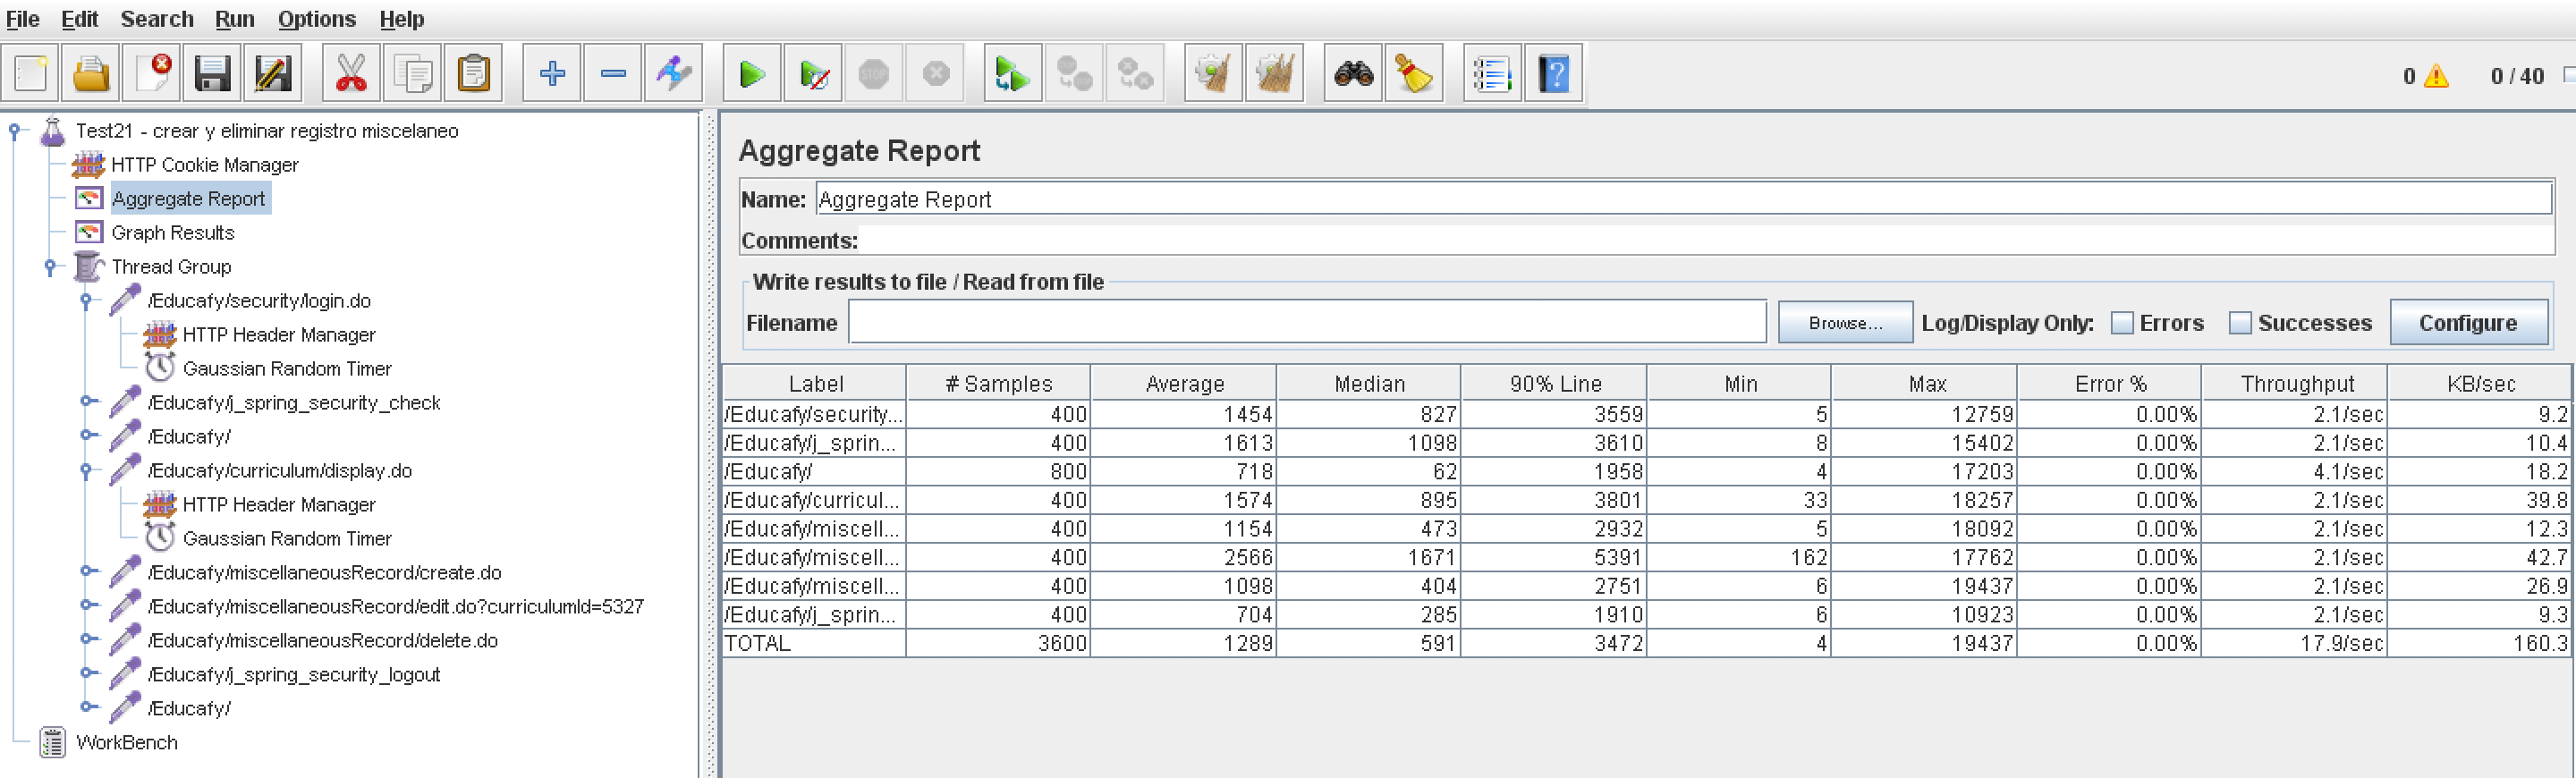 File Edit Search Run Options Help
STOP
0 0 / 40
Test21 - crear y eliminar registro miscelaneo
HTTP Cookie Manager
Aggregate Report
Graph Results
Thread Group
/Educafy/security/login.do
HTTP Header Manager
Gaussian Random Timer
/Educafy/j_spring_security_check
/Educafy/
/Educafy/curriculum/display.do
HTTP Header Manager
Gaussian Random Timer
/Educafy/miscellaneousRecord/create.do
/Educafy/miscellaneousRecord/edit.do?curriculumId=5327
/Educafy/miscellaneousRecord/delete.do
/Educafy/j_spring_security_logout
/Educafy/
WorkBench
Aggregate Report
Name: Aggregate Report
Comments:
Write results to file / Read from file
Filename Browse... Log/Display Only: Errors Successes Configure
Label # Samples Average Median 90% Line Min Max Error % Throughput KB/sec
/Educafy/security... 400 1454 827 3559 5 12759 0.00% 2.1/sec 9.2
/Educafy/j_sprin... 400 1613 1098 3610 8 15402 0.00% 2.1/sec 10.4
/Educafy/ 800 718 62 1958 4 17203 0.00% 4.1/sec 18.2
/Educafy/curricul... 400 1574 895 3801 33 18257 0.00% 2.1/sec 39.8
/Educafy/miscell... 400 1154 473 2932 5 18092 0.00% 2.1/sec 12.3
/Educafy/miscell... 400 2566 1671 5391 162 17762 0.00% 2.1/sec 42.7
/Educafy/miscell... 400 1098 404 2751 6 19437 0.00% 2.1/sec 26.9
/Educafy/j_sprin... 400 704 285 1910 6 10923 0.00% 2.1/sec 9.3
TOTAL 3600 1289 591 3472 4 19437 0.00% 17.9/sec 160.3